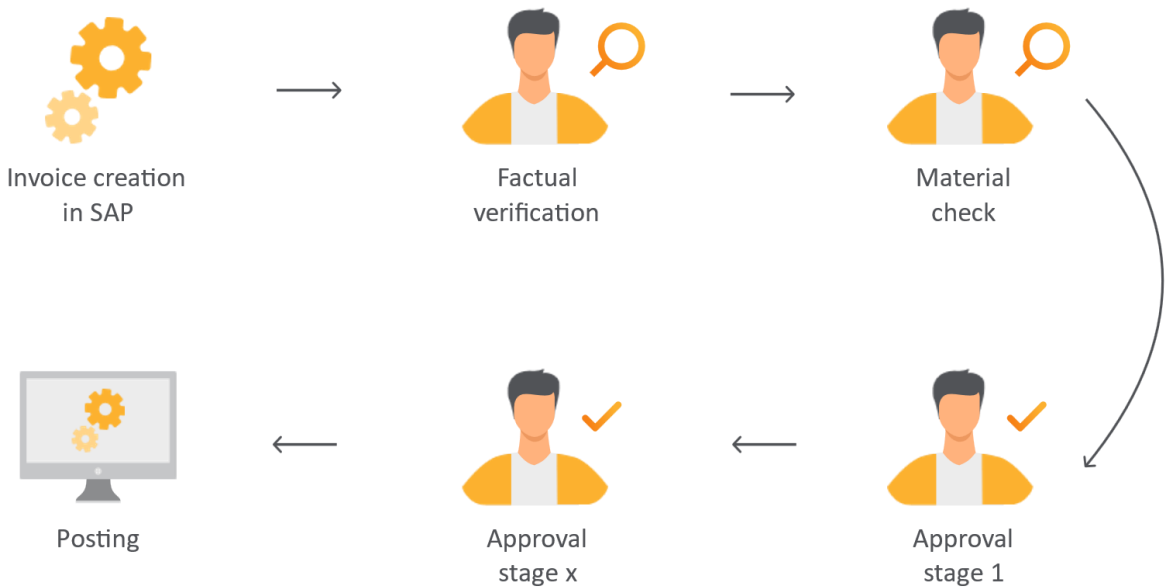 Invoice creation
in SAP
Factual
verification
Material
check
Approval
stage 1
Approval
stage x
Posting